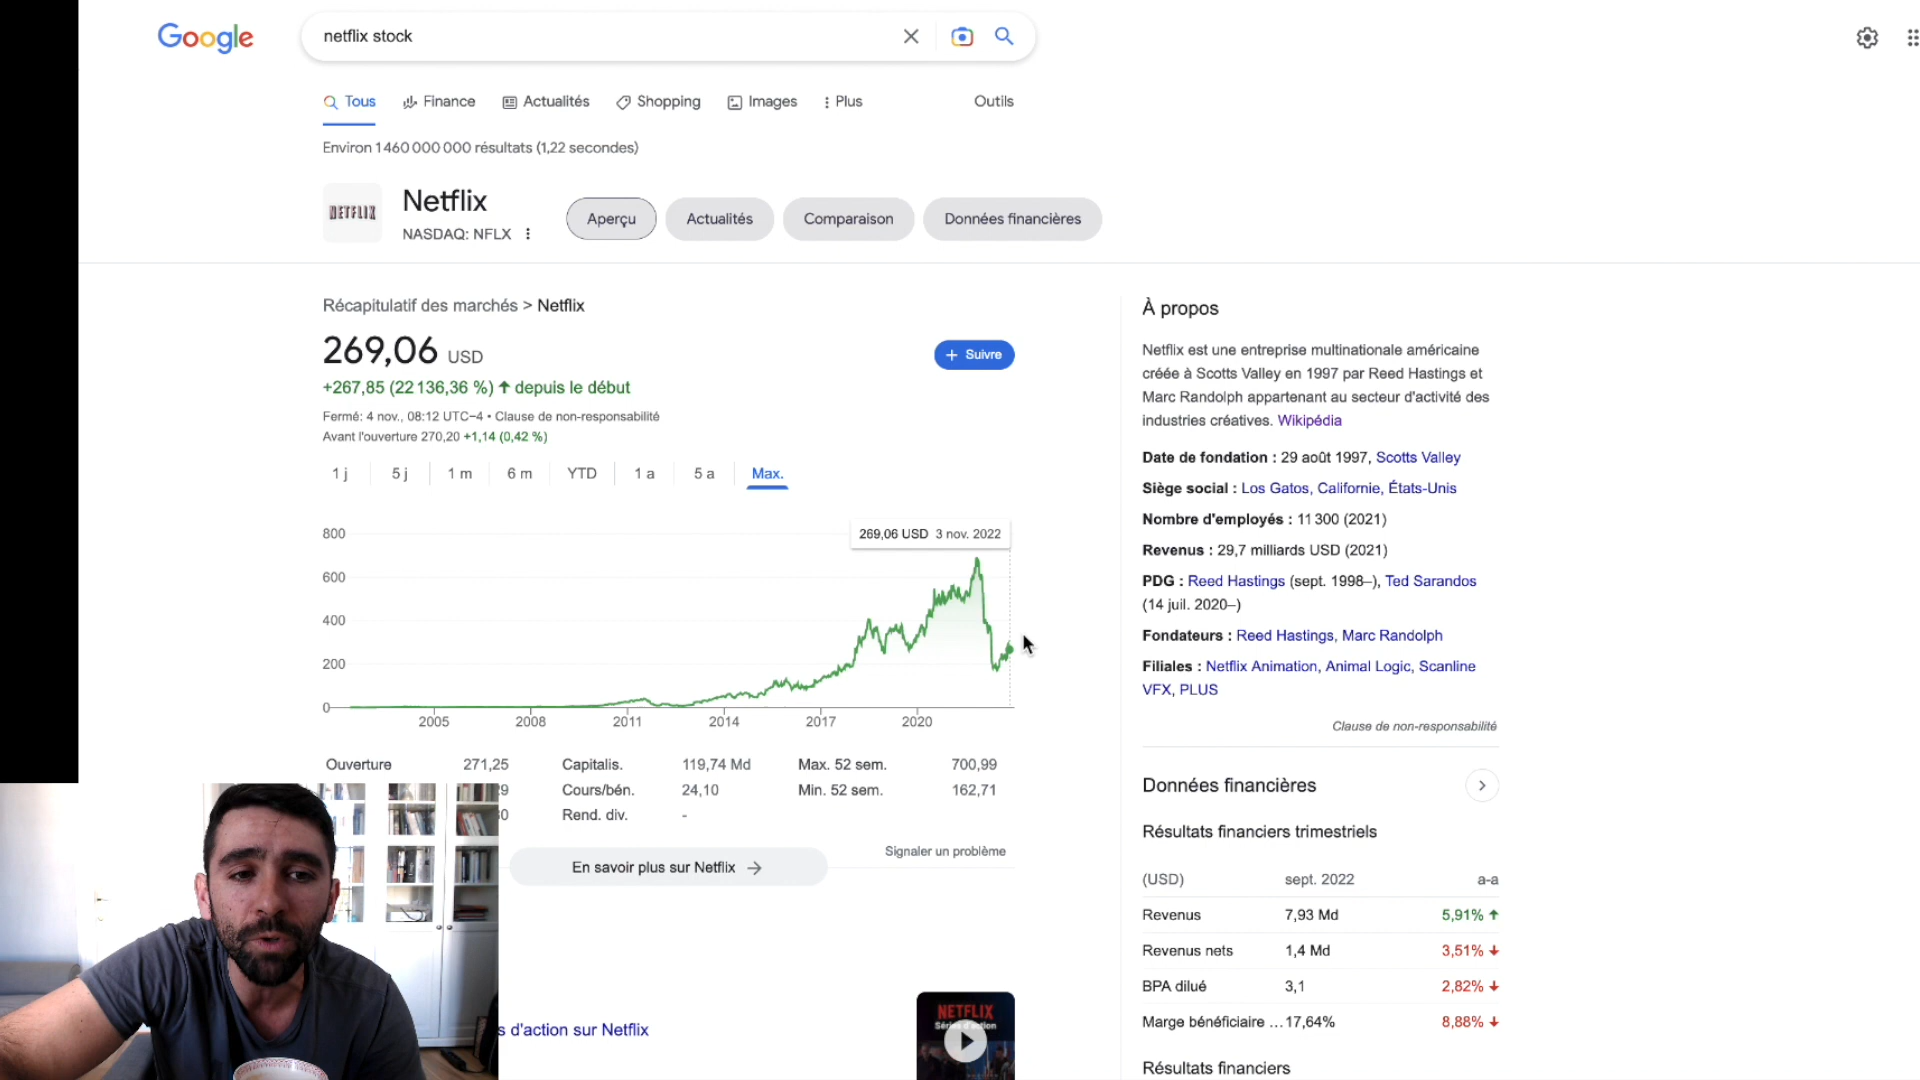 Google
netflix stock
Tous
Finance
Actualités
Shopping
Images
Plus
Outils
Environ 1 460 000 000 résultats (1,22 secondes)
NETFLIX
Netflix
NASDAQ: NFLX
Aperçu
Actualités
Comparaison
Données financières
Récapitulatif des marchés > Netflix
269,06 USD
+ Suivre
+267,85 (22 136,36 %) ↑ depuis le début
Fermé: 4 nov., 08:12 UTC−4 • Clause de non-responsabilité
Avant l'ouverture 270,20 +1,14 (0,42 %)
1 j
5 j
1 m
6 m
YTD
1 a
5 a
Max.
269,06 USD 3 nov. 2022
800
600
400
200
0
2005
2008
2011
2014
2017
2020
Ouverture 271,25
Capitalis. 119,74 Md
Max. 52 sem. 700,99
Cours/bén. 24,10
Min. 52 sem. 162,71
Rend. div. -
Signaler un problème
En savoir plus sur Netflix →
s d'action sur Netflix
NETFLIX
À propos
Netflix est une entreprise multinationale américaine
créée à Scotts Valley en 1997 par Reed Hastings et
Marc Randolph appartenant au secteur d'activité des
industries créatives. Wikipédia
Date de fondation : 29 août 1997, Scotts Valley
Siège social : Los Gatos, Californie, États-Unis
Nombre d'employés : 11 300 (2021)
Revenus : 29,7 milliards USD (2021)
PDG : Reed Hastings (sept. 1998–), Ted Sarandos
(14 juil. 2020–)
Fondateurs : Reed Hastings, Marc Randolph
Filiales : Netflix Animation, Animal Logic, Scanline
VFX, PLUS
Clause de non-responsabilité
Données financières
Résultats financiers trimestriels
(USD) sept. 2022 a-a
Revenus 7,93 Md 5,91% ↑
Revenus nets 1,4 Md 3,51% ↓
BPA dilué 3,1 2,82% ↓
Marge bénéficiaire ... 17,64% 8,88% ↓
Résultats financiers